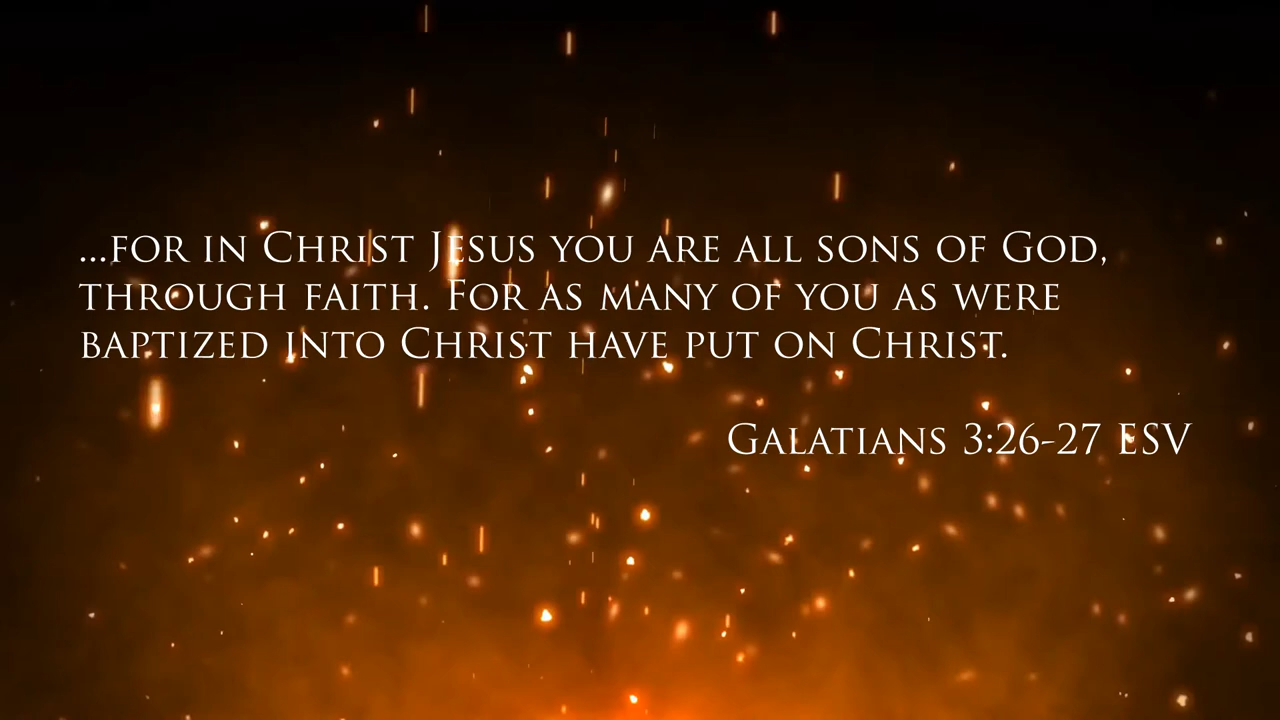 ...for in Christ Jesus you are all sons of God,
through faith. For as many of you as were
baptized into Christ have put on Christ.
Galatians 3:26-27 ESV